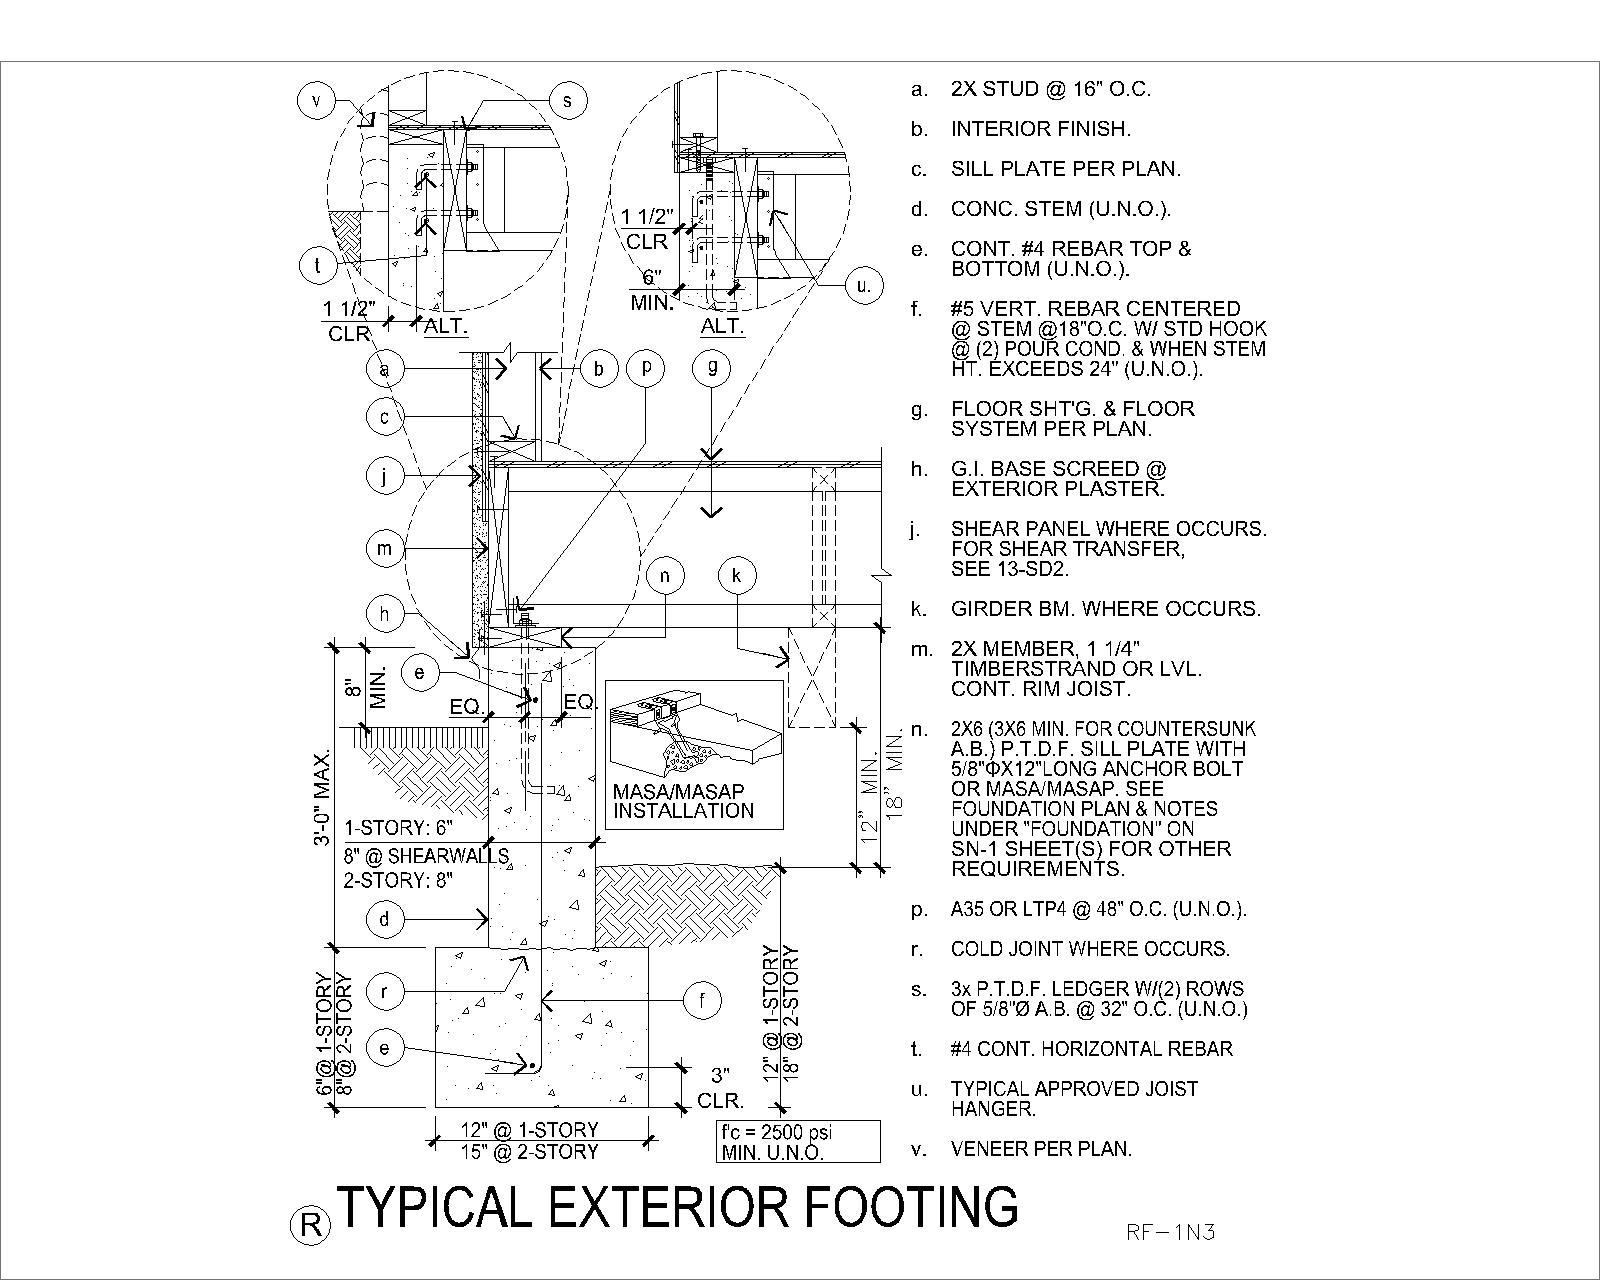 v
s
t
1 1/2"
CLR
ALT.
1 1/2"
CLR
6"
MIN.
u.
ALT.
a
b
p
g
c
j
m
n
k
h
e
8"
MIN.
EQ.
EQ.
3'-0" MAX.
MASA/MASAP
INSTALLATION
12" MIN.
18" MIN.
1-STORY: 6"
8" @ SHEARWALLS
2-STORY: 8"
d
r
f
e
6"@ 1-STORY
8"@ 2-STORY
12" @ 1-STORY
18" @ 2-STORY
3"
CLR.
12" @ 1-STORY
15" @ 2-STORY
f'c = 2500 psi
MIN. U.N.O.
a. 2X STUD @ 16" O.C.
b. INTERIOR FINISH.
c. SILL PLATE PER PLAN.
d. CONC. STEM (U.N.O.).
e. CONT. #4 REBAR TOP &
BOTTOM (U.N.O.).
f. #5 VERT. REBAR CENTERED
@ STEM @18"O.C. W/ STD HOOK
@ (2) POUR COND. & WHEN STEM
HT. EXCEEDS 24" (U.N.O.).
g. FLOOR SHT'G. & FLOOR
SYSTEM PER PLAN.
h. G.I. BASE SCREED @
EXTERIOR PLASTER.
j. SHEAR PANEL WHERE OCCURS.
FOR SHEAR TRANSFER,
SEE 13-SD2.
k. GIRDER BM. WHERE OCCURS.
m. 2X MEMBER, 1 1/4"
TIMBERSTRAND OR LVL.
CONT. RIM JOIST.
n. 2X6 (3X6 MIN. FOR COUNTERSUNK
A.B.) P.T.D.F. SILL PLATE WITH
5/8"ΦX12"LONG ANCHOR BOLT
OR MASA/MASAP. SEE
FOUNDATION PLAN & NOTES
UNDER "FOUNDATION" ON
SN-1 SHEET(S) FOR OTHER
REQUIREMENTS.
p. A35 OR LTP4 @ 48" O.C. (U.N.O.).
r. COLD JOINT WHERE OCCURS.
s. 3x P.T.D.F. LEDGER W/(2) ROWS
OF 5/8"Ø A.B. @ 32" O.C. (U.N.O.)
t. #4 CONT. HORIZONTAL REBAR
u. TYPICAL APPROVED JOIST
HANGER.
v. VENEER PER PLAN.
R TYPICAL EXTERIOR FOOTING
RF-1N3